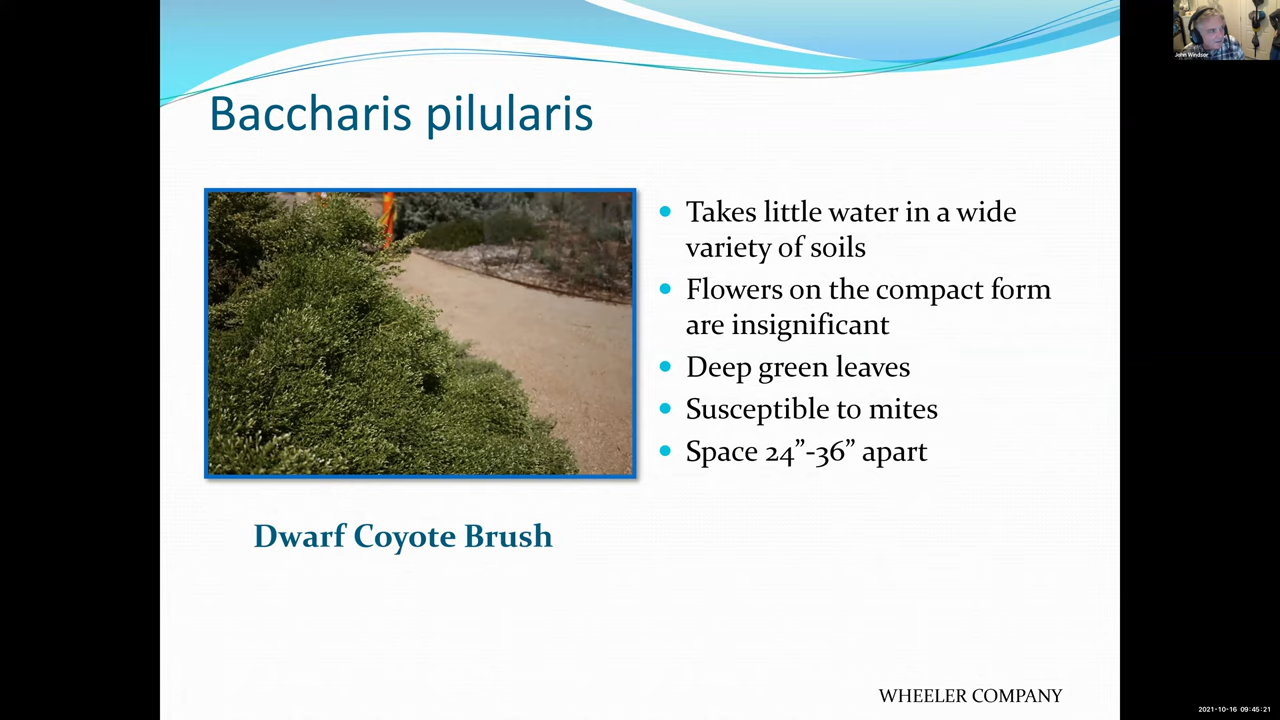 John Windsor
Baccharis pilularis
• Takes little water in a wide
variety of soils
• Flowers on the compact form
are insignificant
• Deep green leaves
• Susceptible to mites
• Space 24”-36” apart
Dwarf Coyote Brush
WHEELER COMPANY
2021-10-16 09:45:21